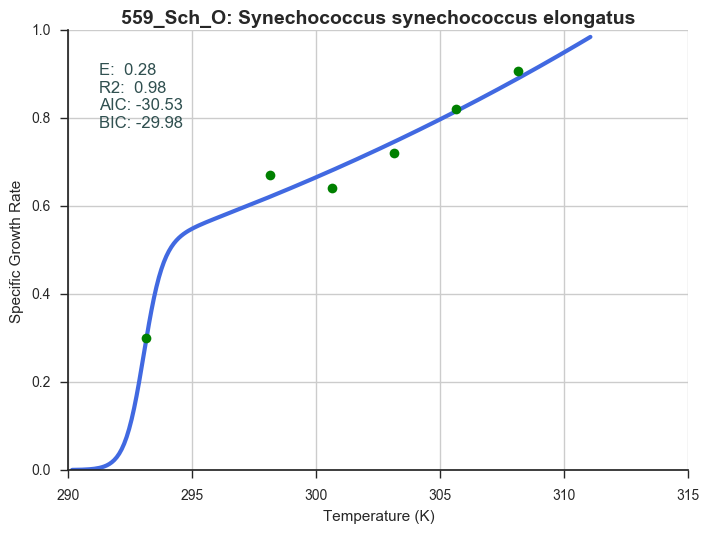 559_Sch_O: Synechococcus synechococcus elongatus
E:  0.28
R2:  0.98
AIC: -30.53
BIC: -29.98
Specific Growth Rate
1.0
0.8
0.6
0.4
0.2
0.0
290 295 300 305 310 315
Temperature (K)